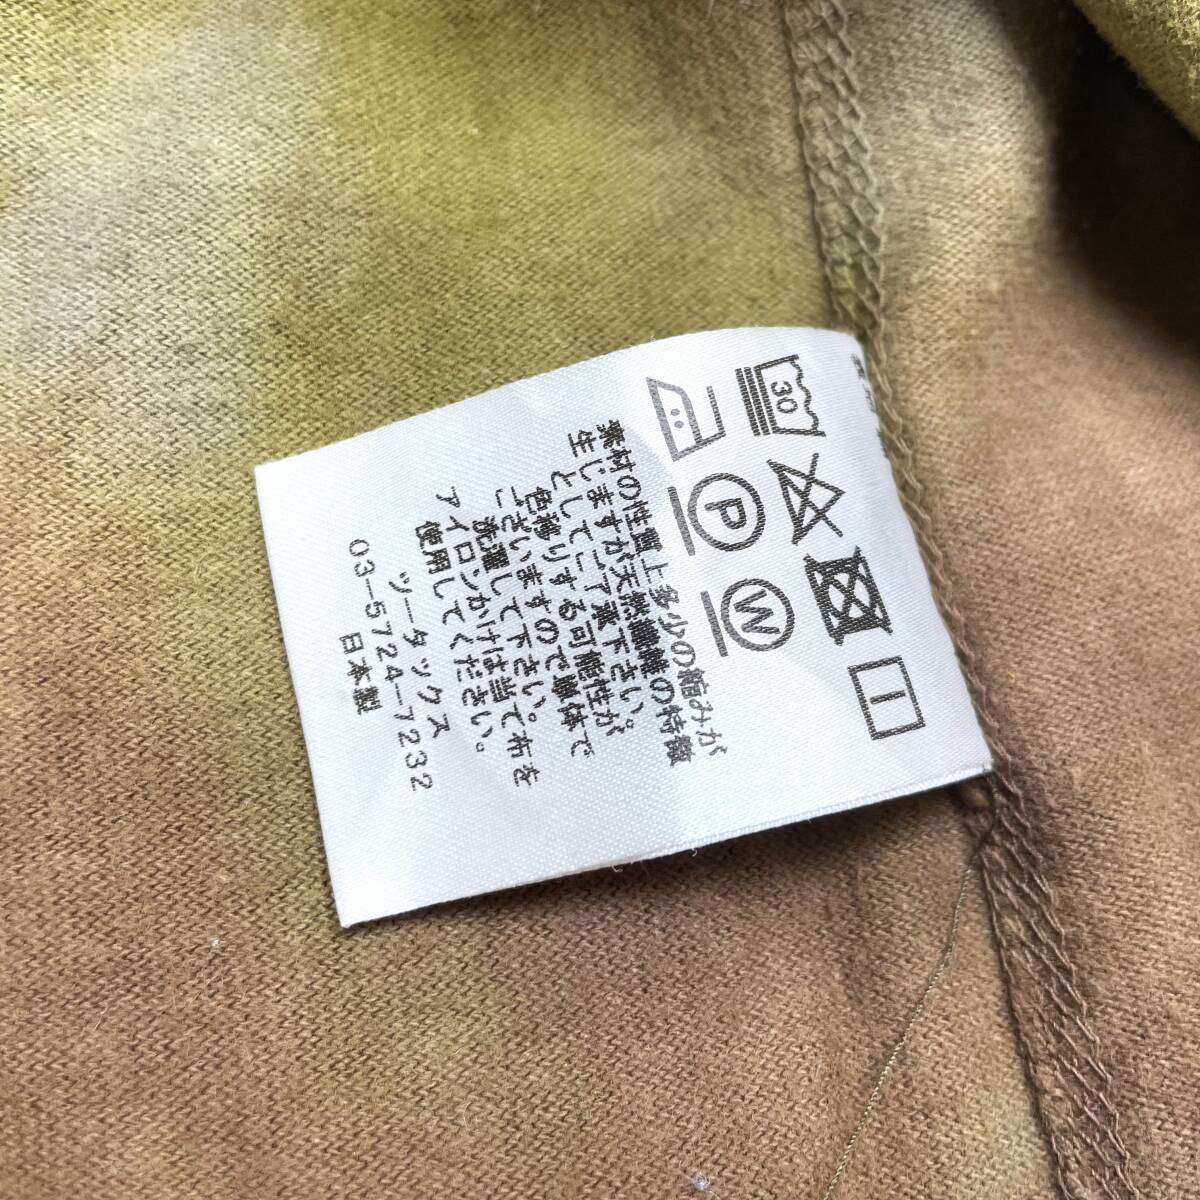 30
P
W
素材の性質上多少の縮みが
生じますが天然繊維の特徴
としてご了承下さい。
色移りする可能性が
ございますので単体で
洗濯して下さい。
アイロンかけは当て布を
使用してください。
ツータックス
03-5724-7232
日本製